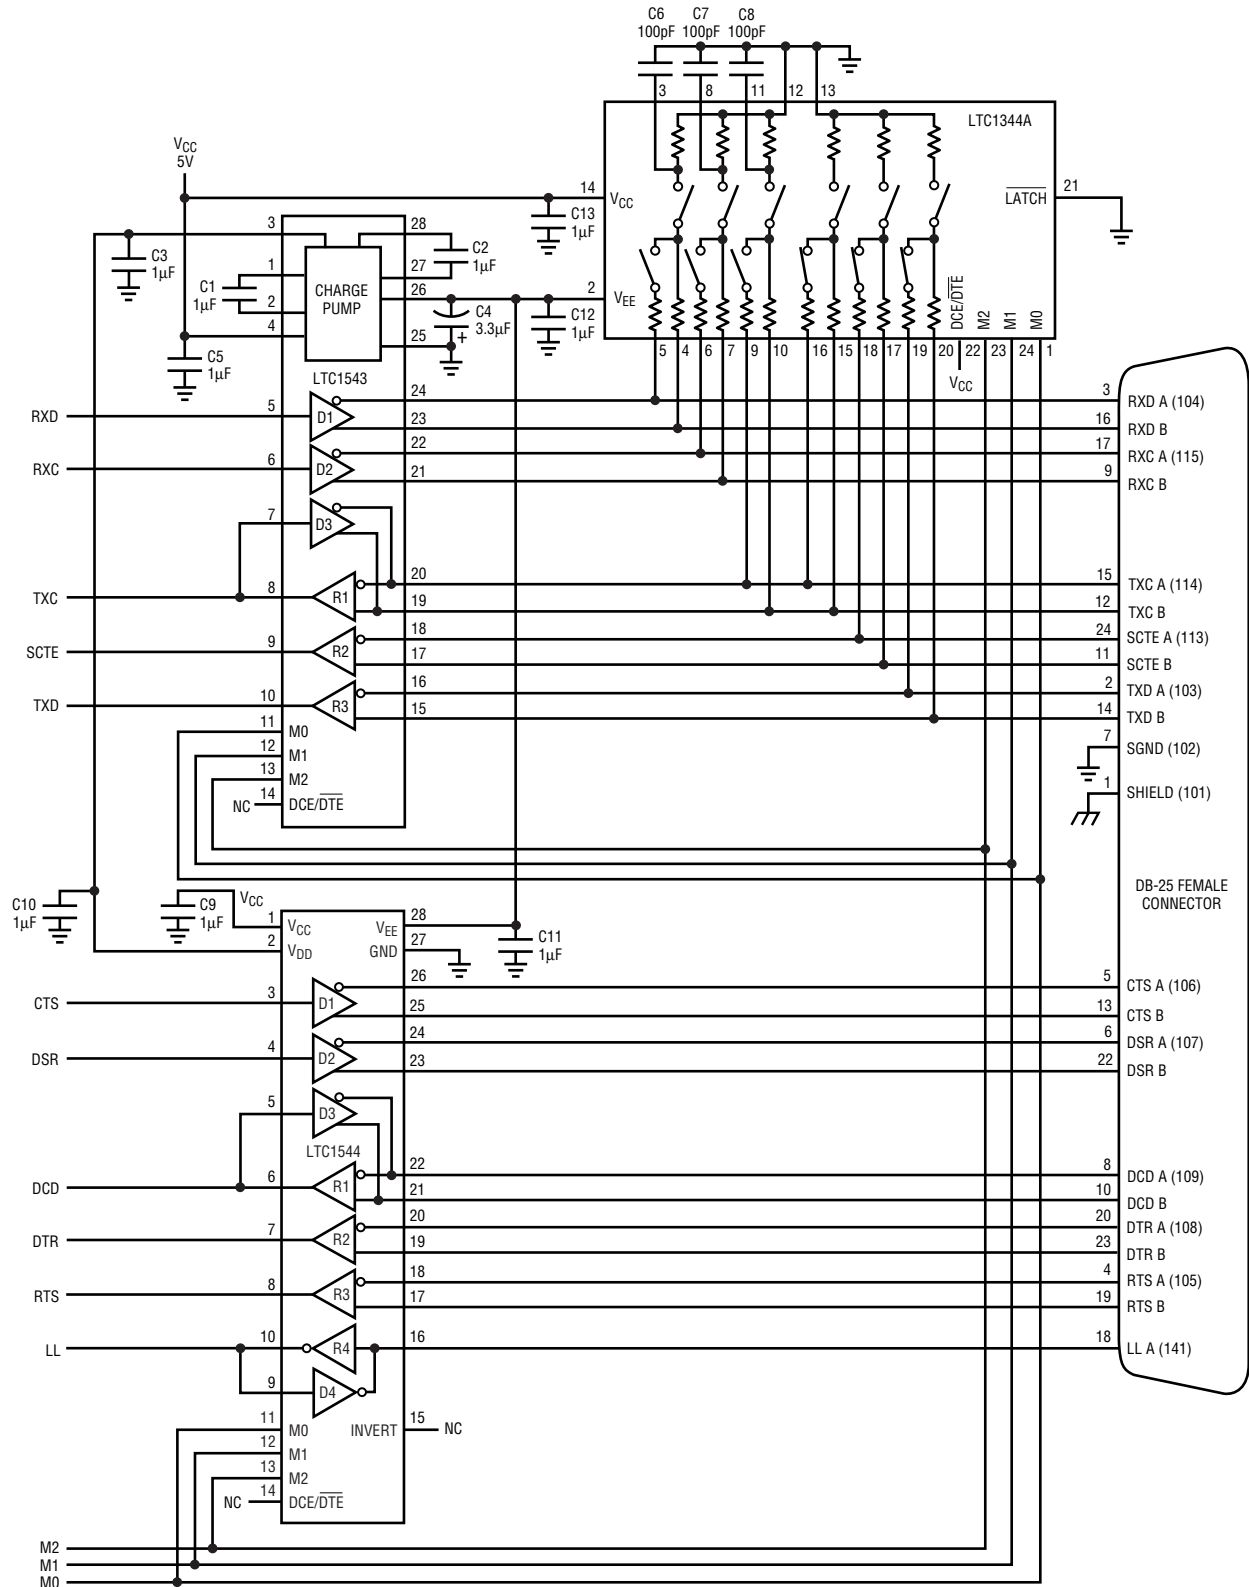 C6 C7 C8
100pF 100pF 100pF
3 8 11 12 13
LTC1344A
VCC
5V
14 VCC
C13
1µF
LATCH 21
3 28
C3
1µF
C2
1µF
1 27
C1
1µF
CHARGE
PUMP
2 26
4 25
C4
3.3µF
+
C12
1µF
2 VEE
DCE/DTE M2 M1 M0
C5
1µF
LTC1543
5 4 6 7 9 10 16 15 18 17 19 20 22 23 24 1
VCC
RXD 5 D1 24 3 RXD A (104)
23 16 RXD B
RXC 6 D2 22 17 RXC A (115)
21 9 RXC B
7 D3
TXC 8 R1 20 15 TXC A (114)
19 12 TXC B
SCTE 9 R2 18 24 SCTE A (113)
17 11 SCTE B
TXD 10 R3 16 2 TXD A (103)
15 14 TXD B
11 M0
12 M1
13 M2
NC 14 DCE/DTE
7 SGND (102)
1 SHIELD (101)
DB-25 FEMALE
CONNECTOR
C10
1µF
C9
1µF
VCC
1 VCC VEE 28
2 VDD GND 27
C11
1µF
CTS 3 D1 26 5 CTS A (106)
25 13 CTS B
DSR 4 D2 24 6 DSR A (107)
23 22 DSR B
5 D3
LTC1544
DCD 6 R1 22 8 DCD A (109)
21 10 DCD B
DTR 7 R2 20 20 DTR A (108)
19 23 DTR B
RTS 8 R3 18 4 RTS A (105)
17 19 RTS B
LL 10 R4 16 18 LL A (141)
9 D4
11 M0 INVERT 15 NC
12 M1
13 M2
NC 14 DCE/DTE
M2
M1
M0